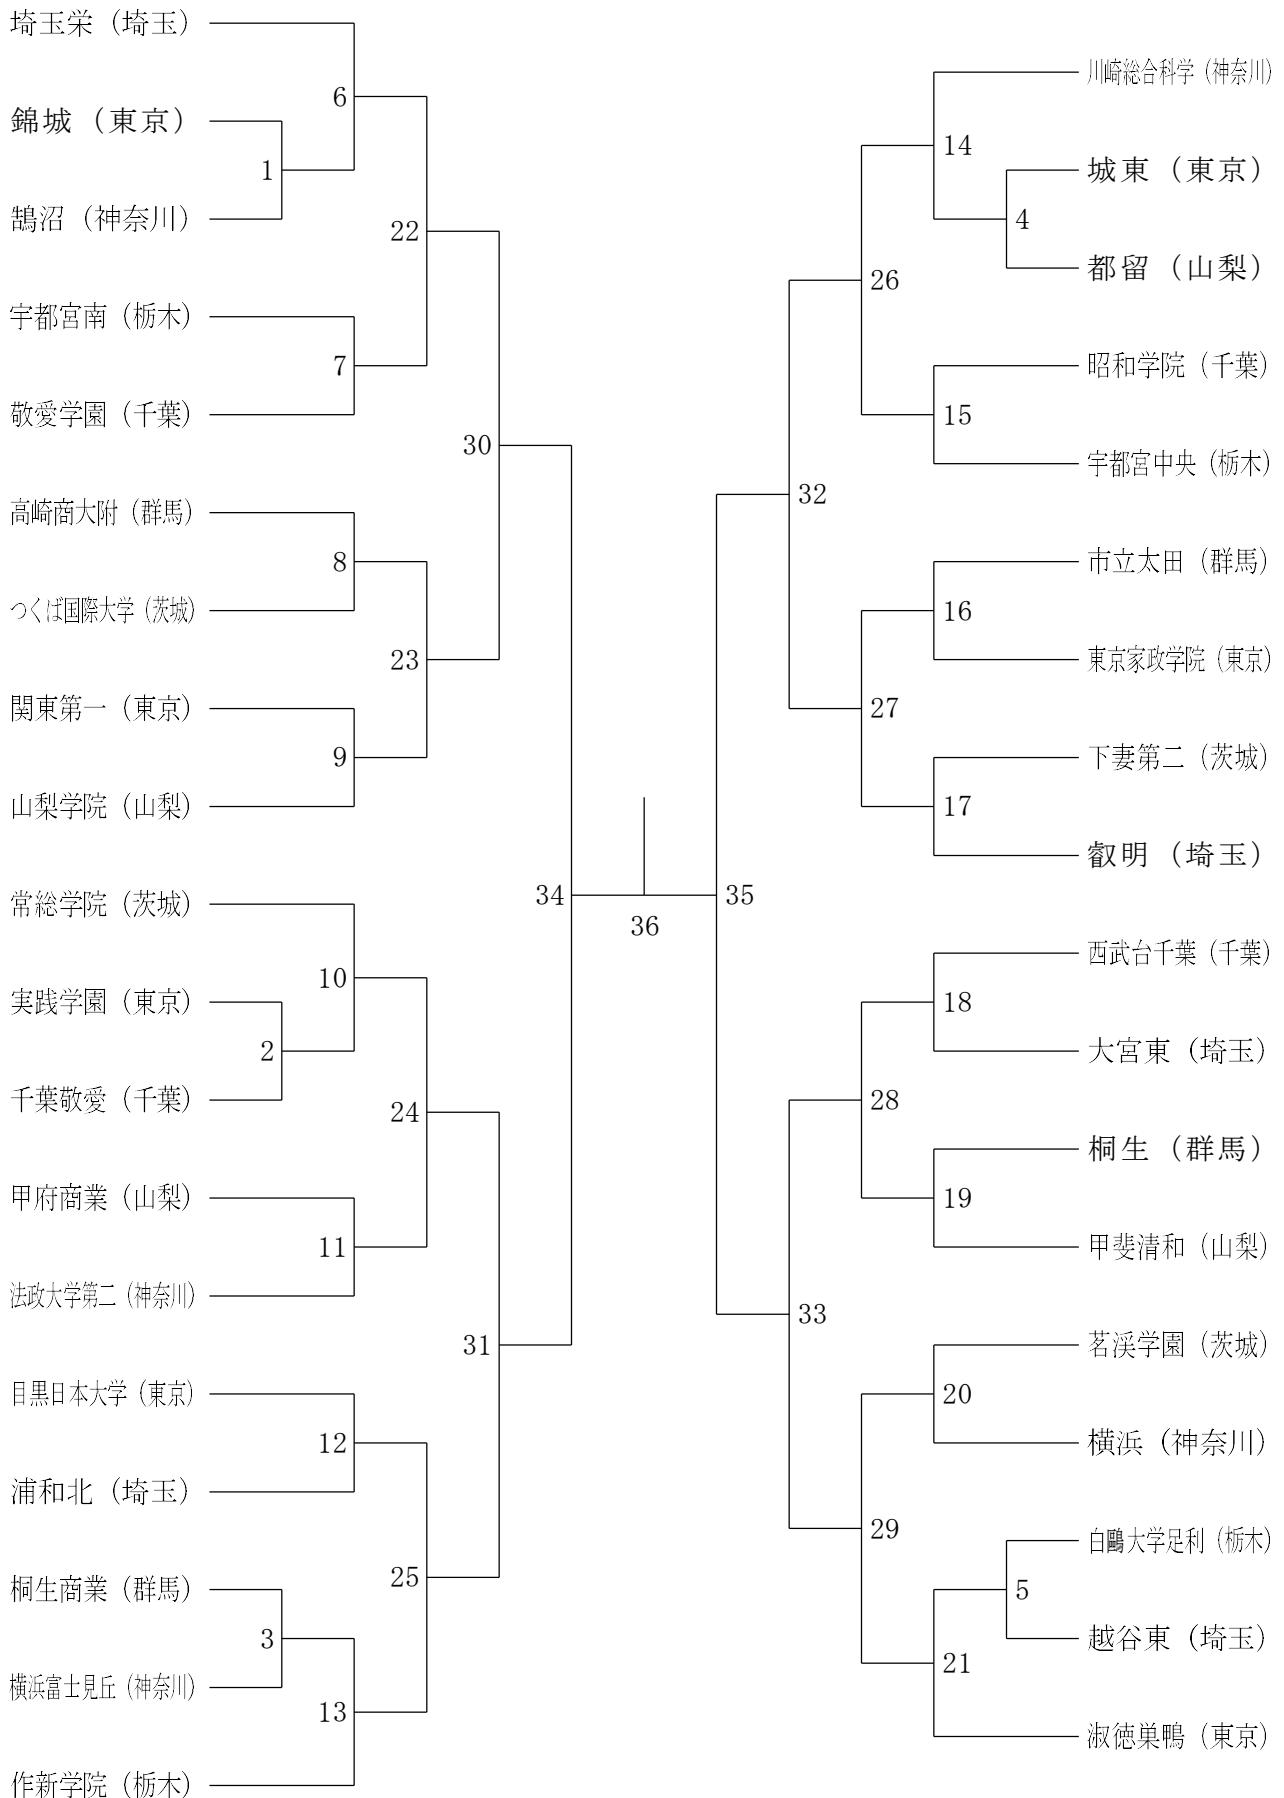 埼玉栄（埼玉）
錦城（東京）
鵠沼（神奈川）
宇都宮南（栃木）
敬愛学園（千葉）
高崎商大附（群馬）
つくば国際大学（茨城）
関東第一（東京）
山梨学院（山梨）
常総学院（茨城）
実践学園（東京）
千葉敬愛（千葉）
甲府商業（山梨）
法政大学第二（神奈川）
目黒日本大学（東京）
浦和北（埼玉）
桐生商業（群馬）
横浜富士見丘（神奈川）
作新学院（栃木）
1
2
3
6
7
8
9
10
11
12
13
22
23
24
25
30
31
34
36
35
32
33
26
27
28
29
14
15
16
17
18
19
20
21
4
5
川崎総合科学（神奈川）
城東（東京）
都留（山梨）
昭和学院（千葉）
宇都宮中央（栃木）
市立太田（群馬）
東京家政学院（東京）
下妻第二（茨城）
叡明（埼玉）
西武台千葉（千葉）
大宮東（埼玉）
桐生（群馬）
甲斐清和（山梨）
茗渓学園（茨城）
横浜（神奈川）
白鷗大学足利（栃木）
越谷東（埼玉）
淑徳巣鴨（東京）